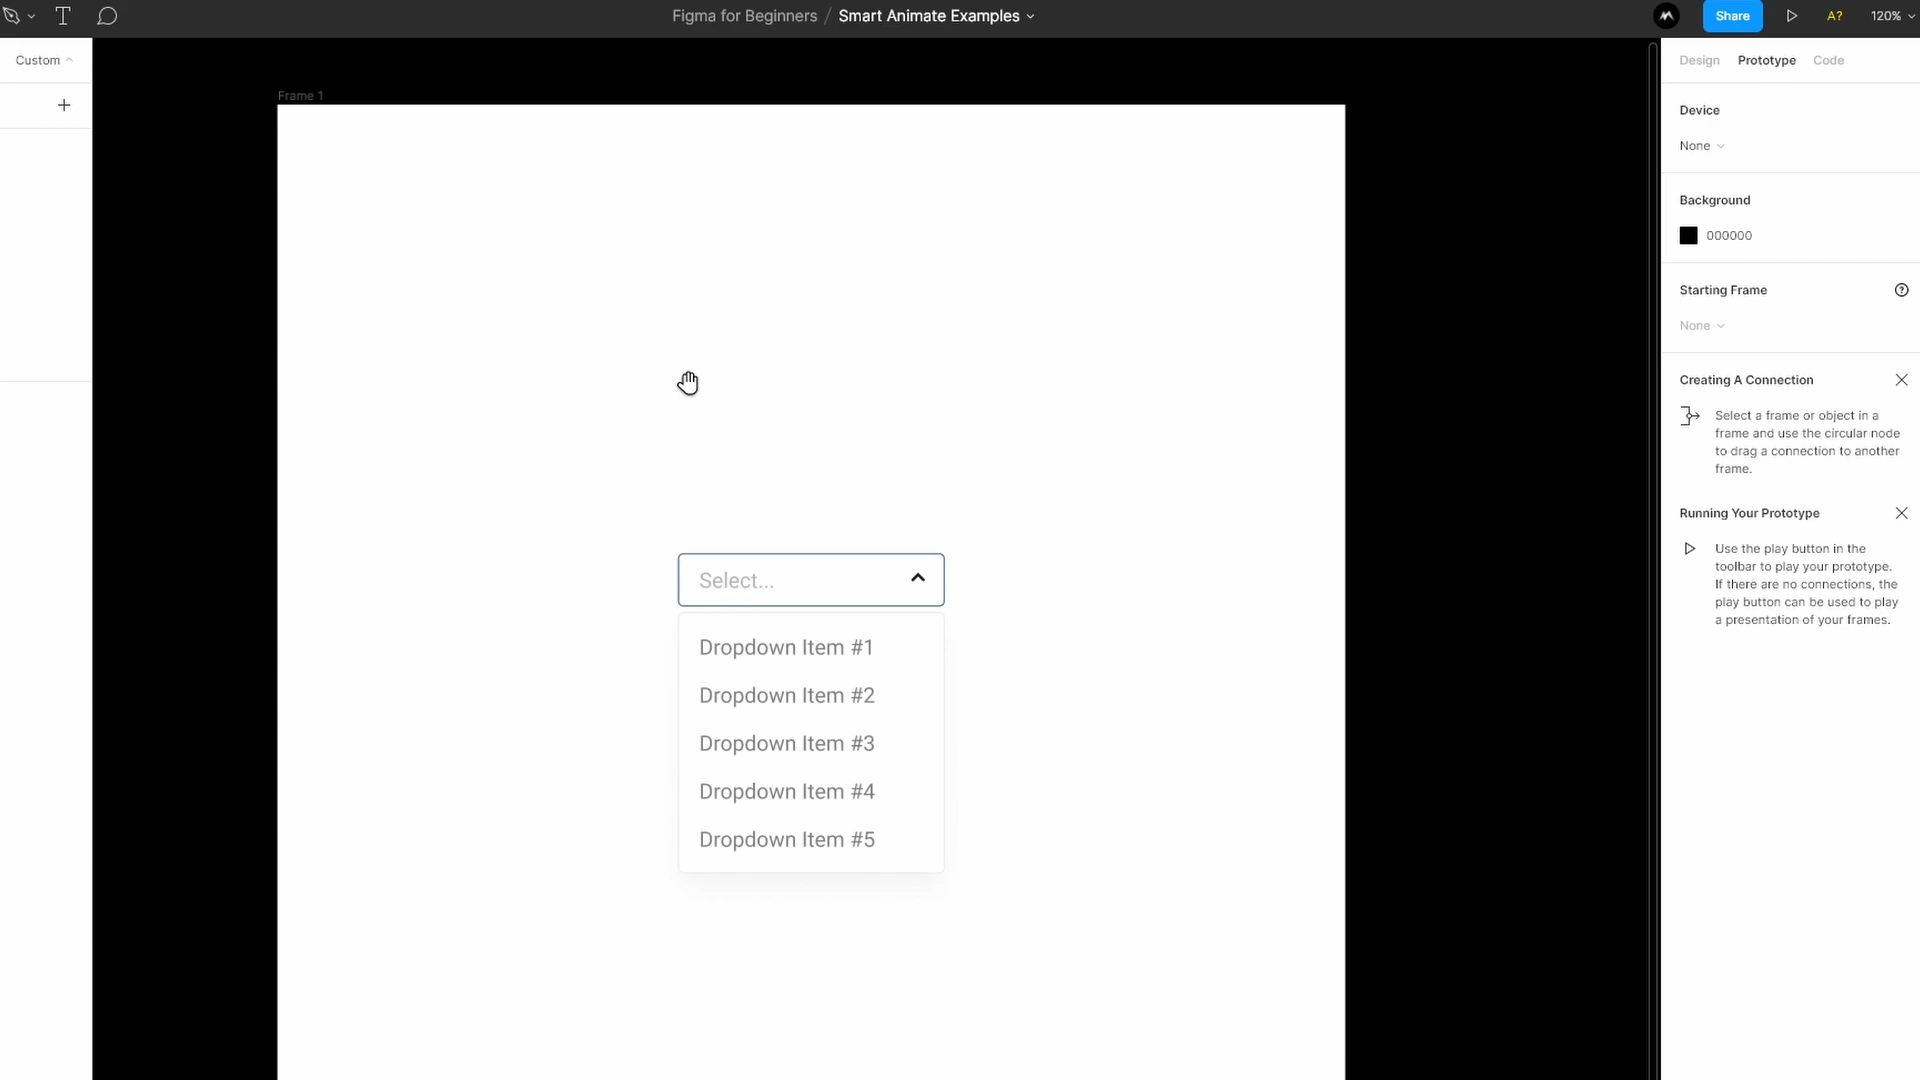 Figma for Beginners / Smart Animate Examples
Share
A?
120%
Custom
Frame 1
Select...
Dropdown Item #1
Dropdown Item #2
Dropdown Item #3
Dropdown Item #4
Dropdown Item #5
Design Prototype Code
Device
None
Background
000000
Starting Frame
None
Creating A Connection
Select a frame or object in a
frame and use the circular node
to drag a connection to another
frame.
Running Your Prototype
Use the play button in the
toolbar to play your prototype.
If there are no connections, the
play button can be used to play
a presentation of your frames.